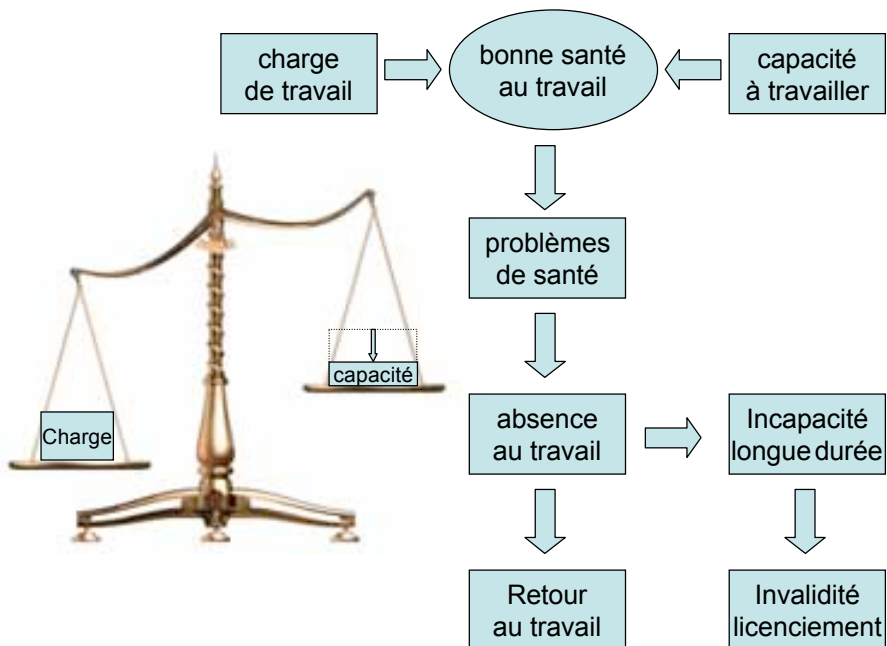 charge
de travail
bonne santé
au travail
capacité
à travailler
problèmes
de santé
capacité
Charge
absence
au travail
Incapacité
longue durée
Retour
au travail
Invalidité
licenciement